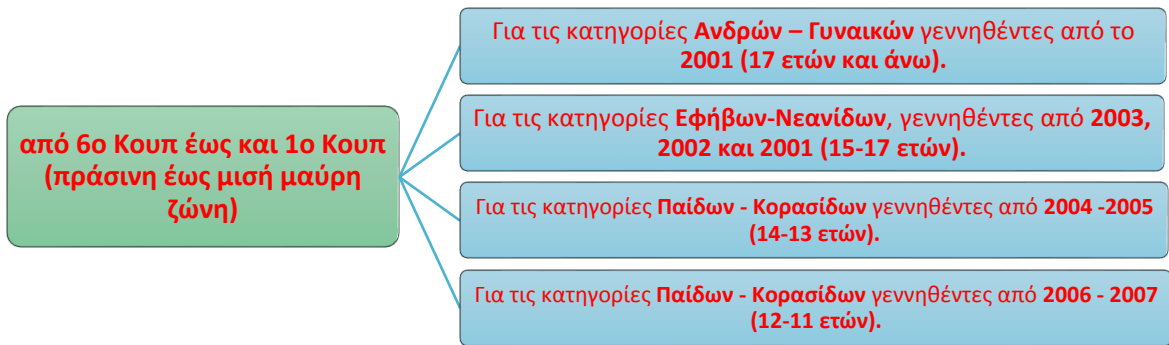 από 6ο Κουπ έως και 1ο Κουπ
(πράσινη έως μισή μαύρη
ζώνη)
Για τις κατηγορίες Ανδρών – Γυναικών γεννηθέντες από το
2001 (17 ετών και άνω).
Για τις κατηγορίες Εφήβων-Νεανίδων, γεννηθέντες από 2003,
2002 και 2001 (15-17 ετών).
Για τις κατηγορίες Παίδων - Κορασίδων γεννηθέντες από 2004 -2005
(14-13 ετών).
Για τις κατηγορίες Παίδων - Κορασίδων γεννηθέντες από 2006 - 2007
(12-11 ετών).